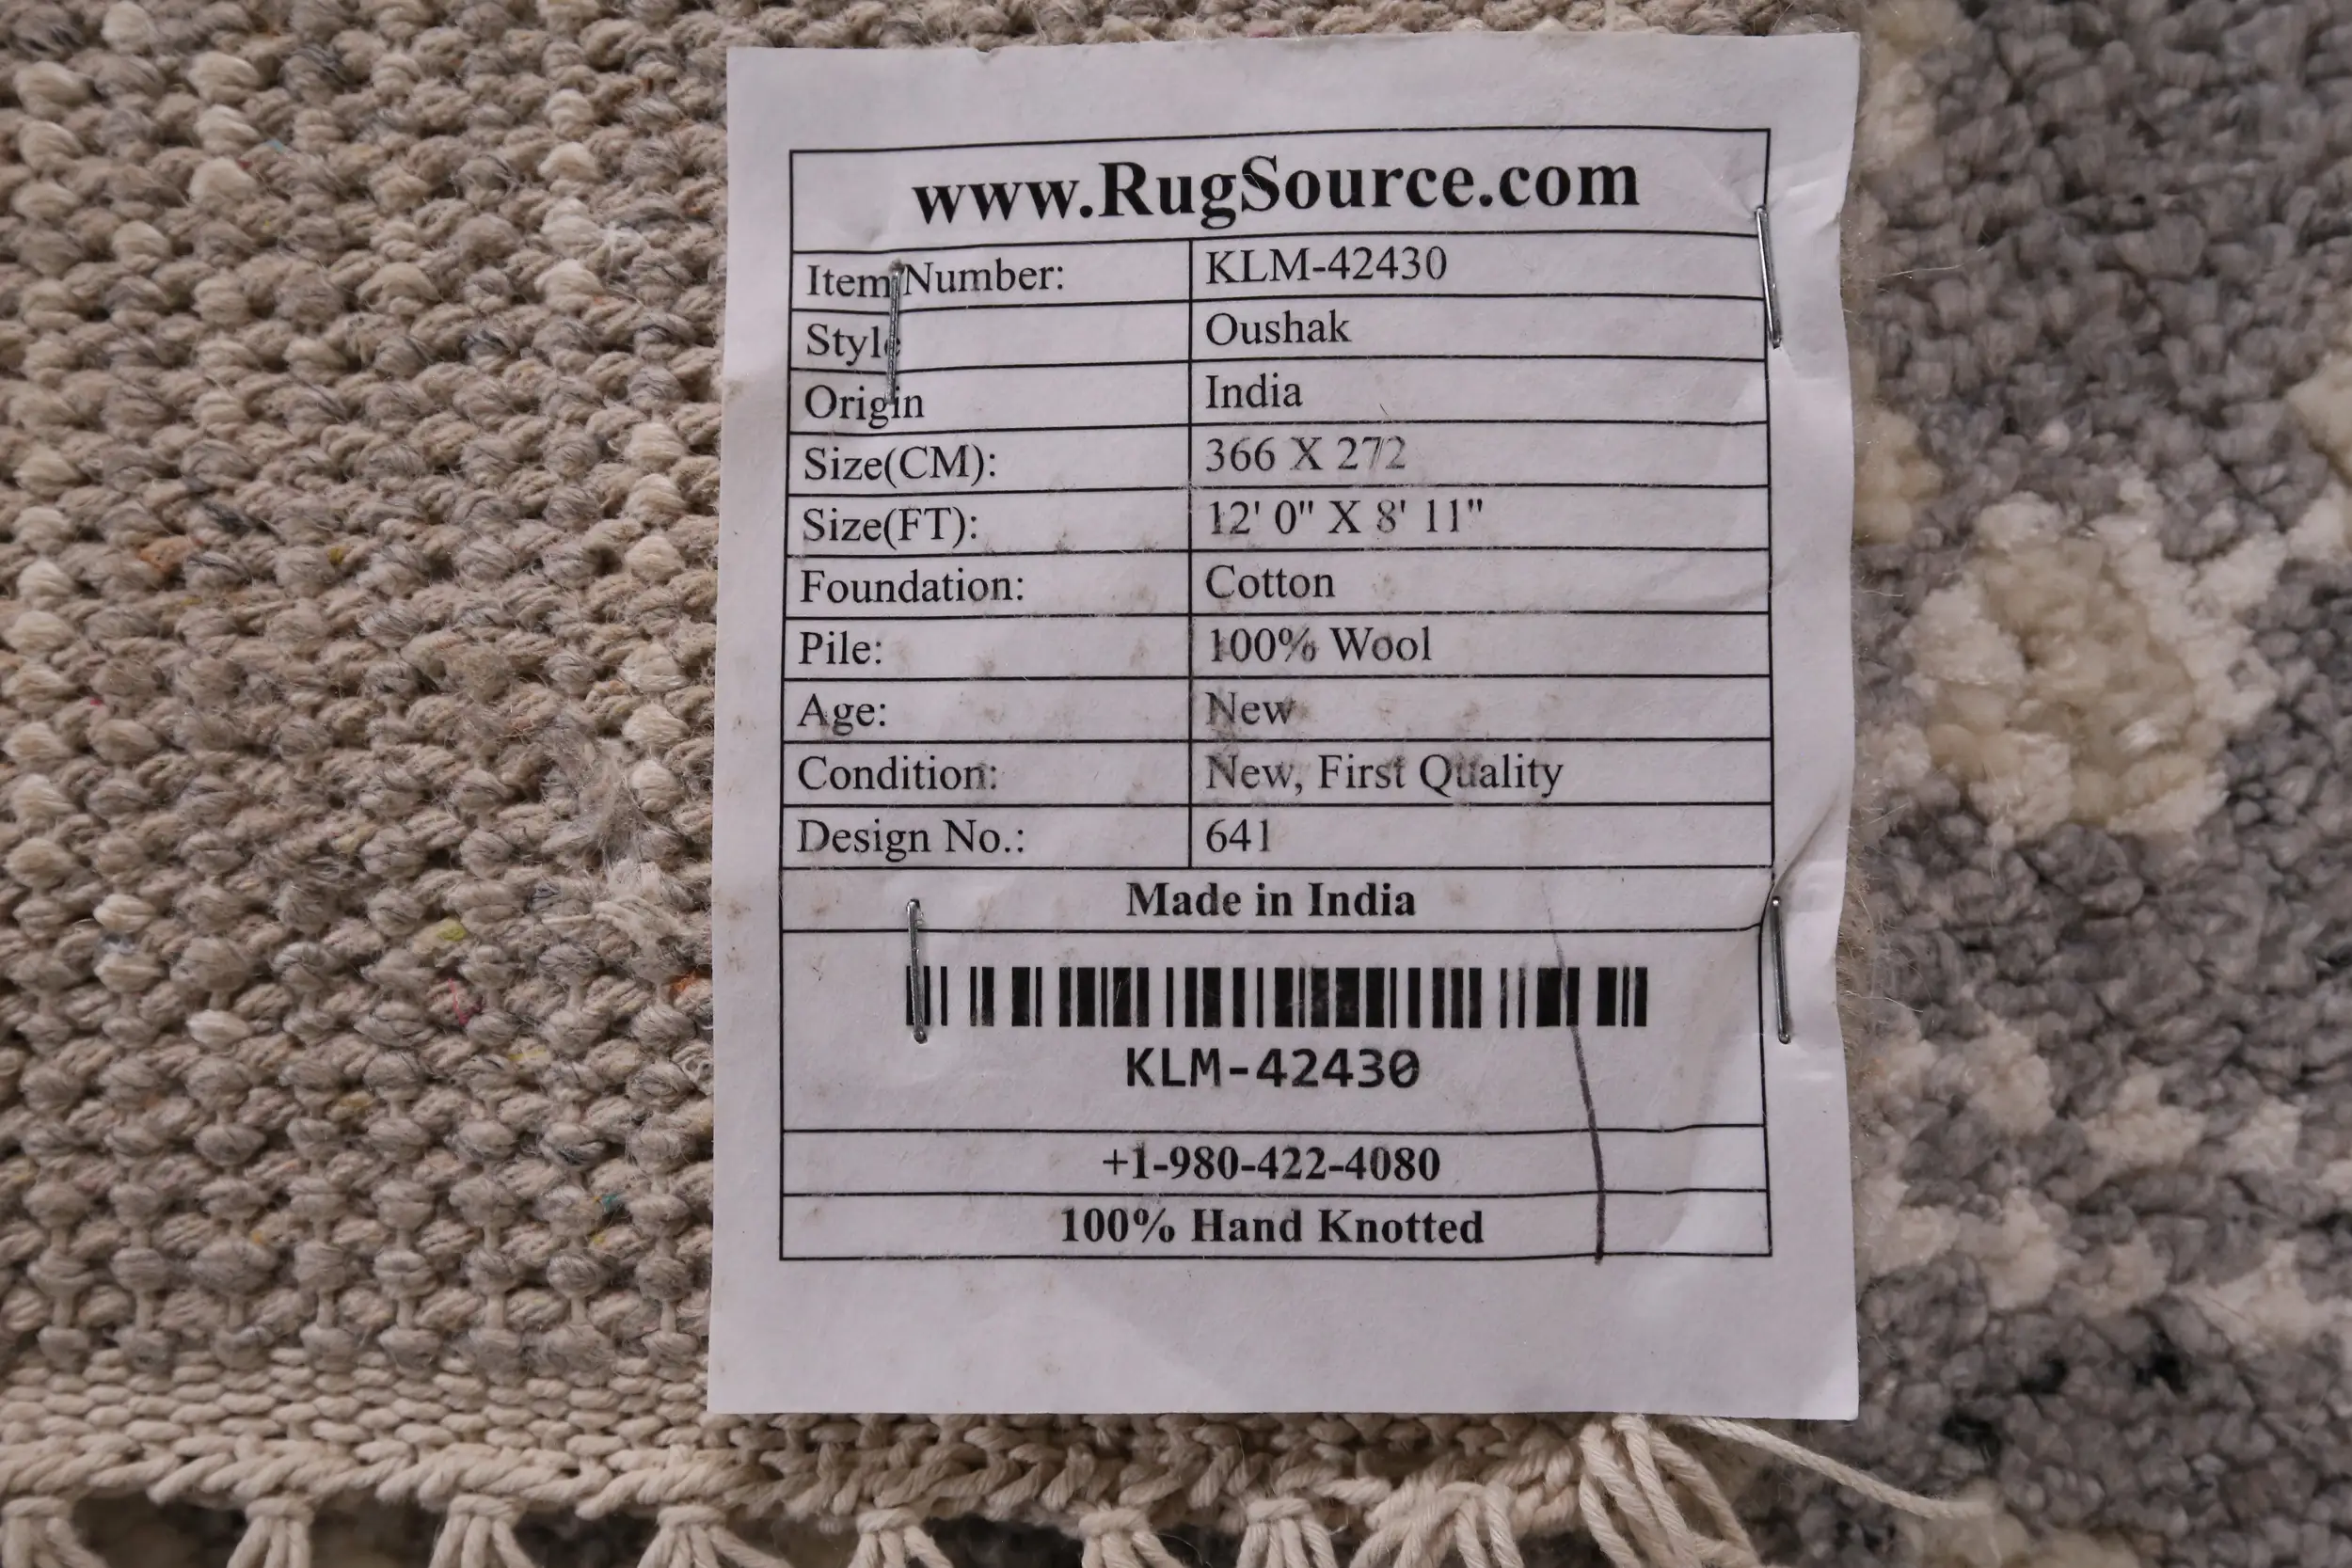 www.RugSource.com
Item Number: KLM-42430
Style Oushak
Origin India
Size(CM): 366 X 272
Size(FT): 12' 0" X 8' 11"
Foundation: Cotton
Pile: 100% Wool
Age: New
Condition: New, First Quality
Design No.: 641
Made in India
KLM-42430
+1-980-422-4080
100% Hand Knotted